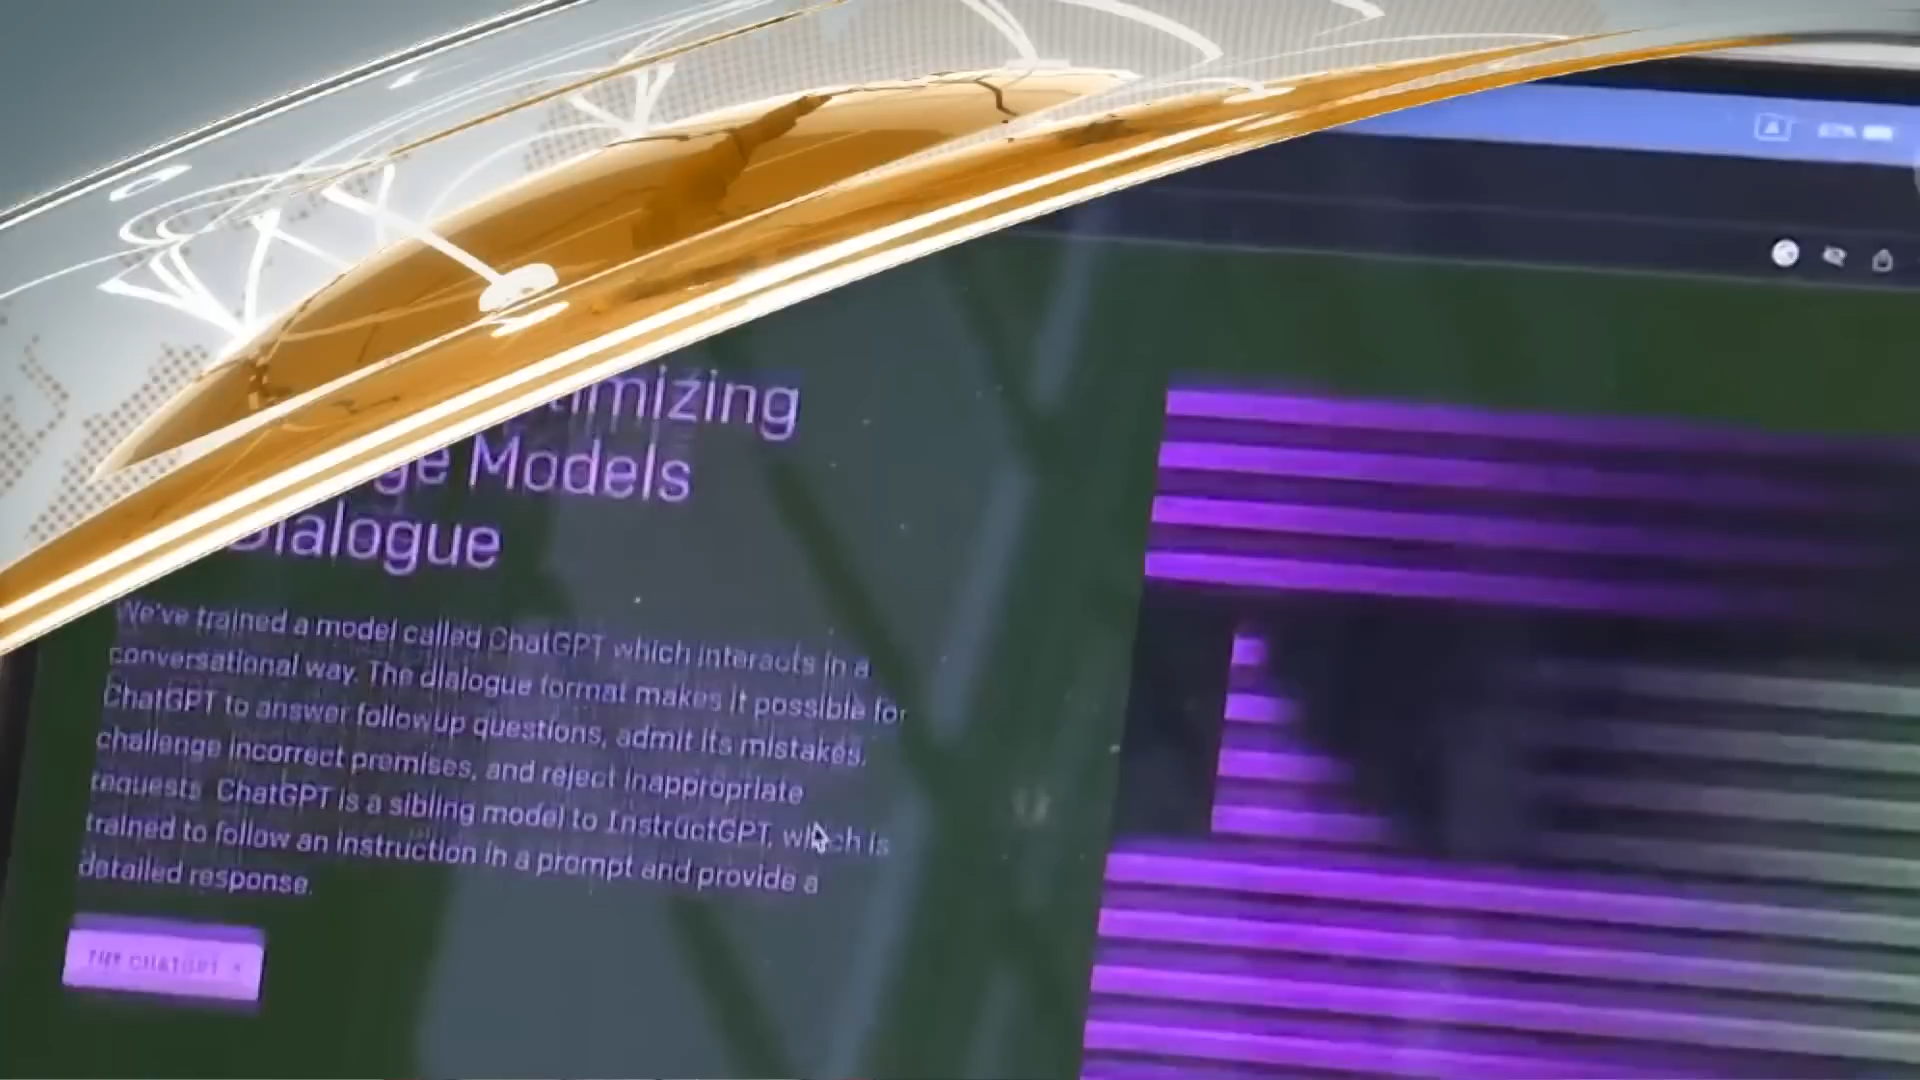 timizing
ge Models
Dialogue
We've trained a model called ChatGPT which interacts in a
conversational way. The dialogue format makes it possible for
ChatGPT to answer followup questions, admit its mistakes,
challenge incorrect premises, and reject inappropriate
requests. ChatGPT is a sibling model to InstructGPT, which is
trained to follow an instruction in a prompt and provide a
detailed response.
TRY CHATGPT